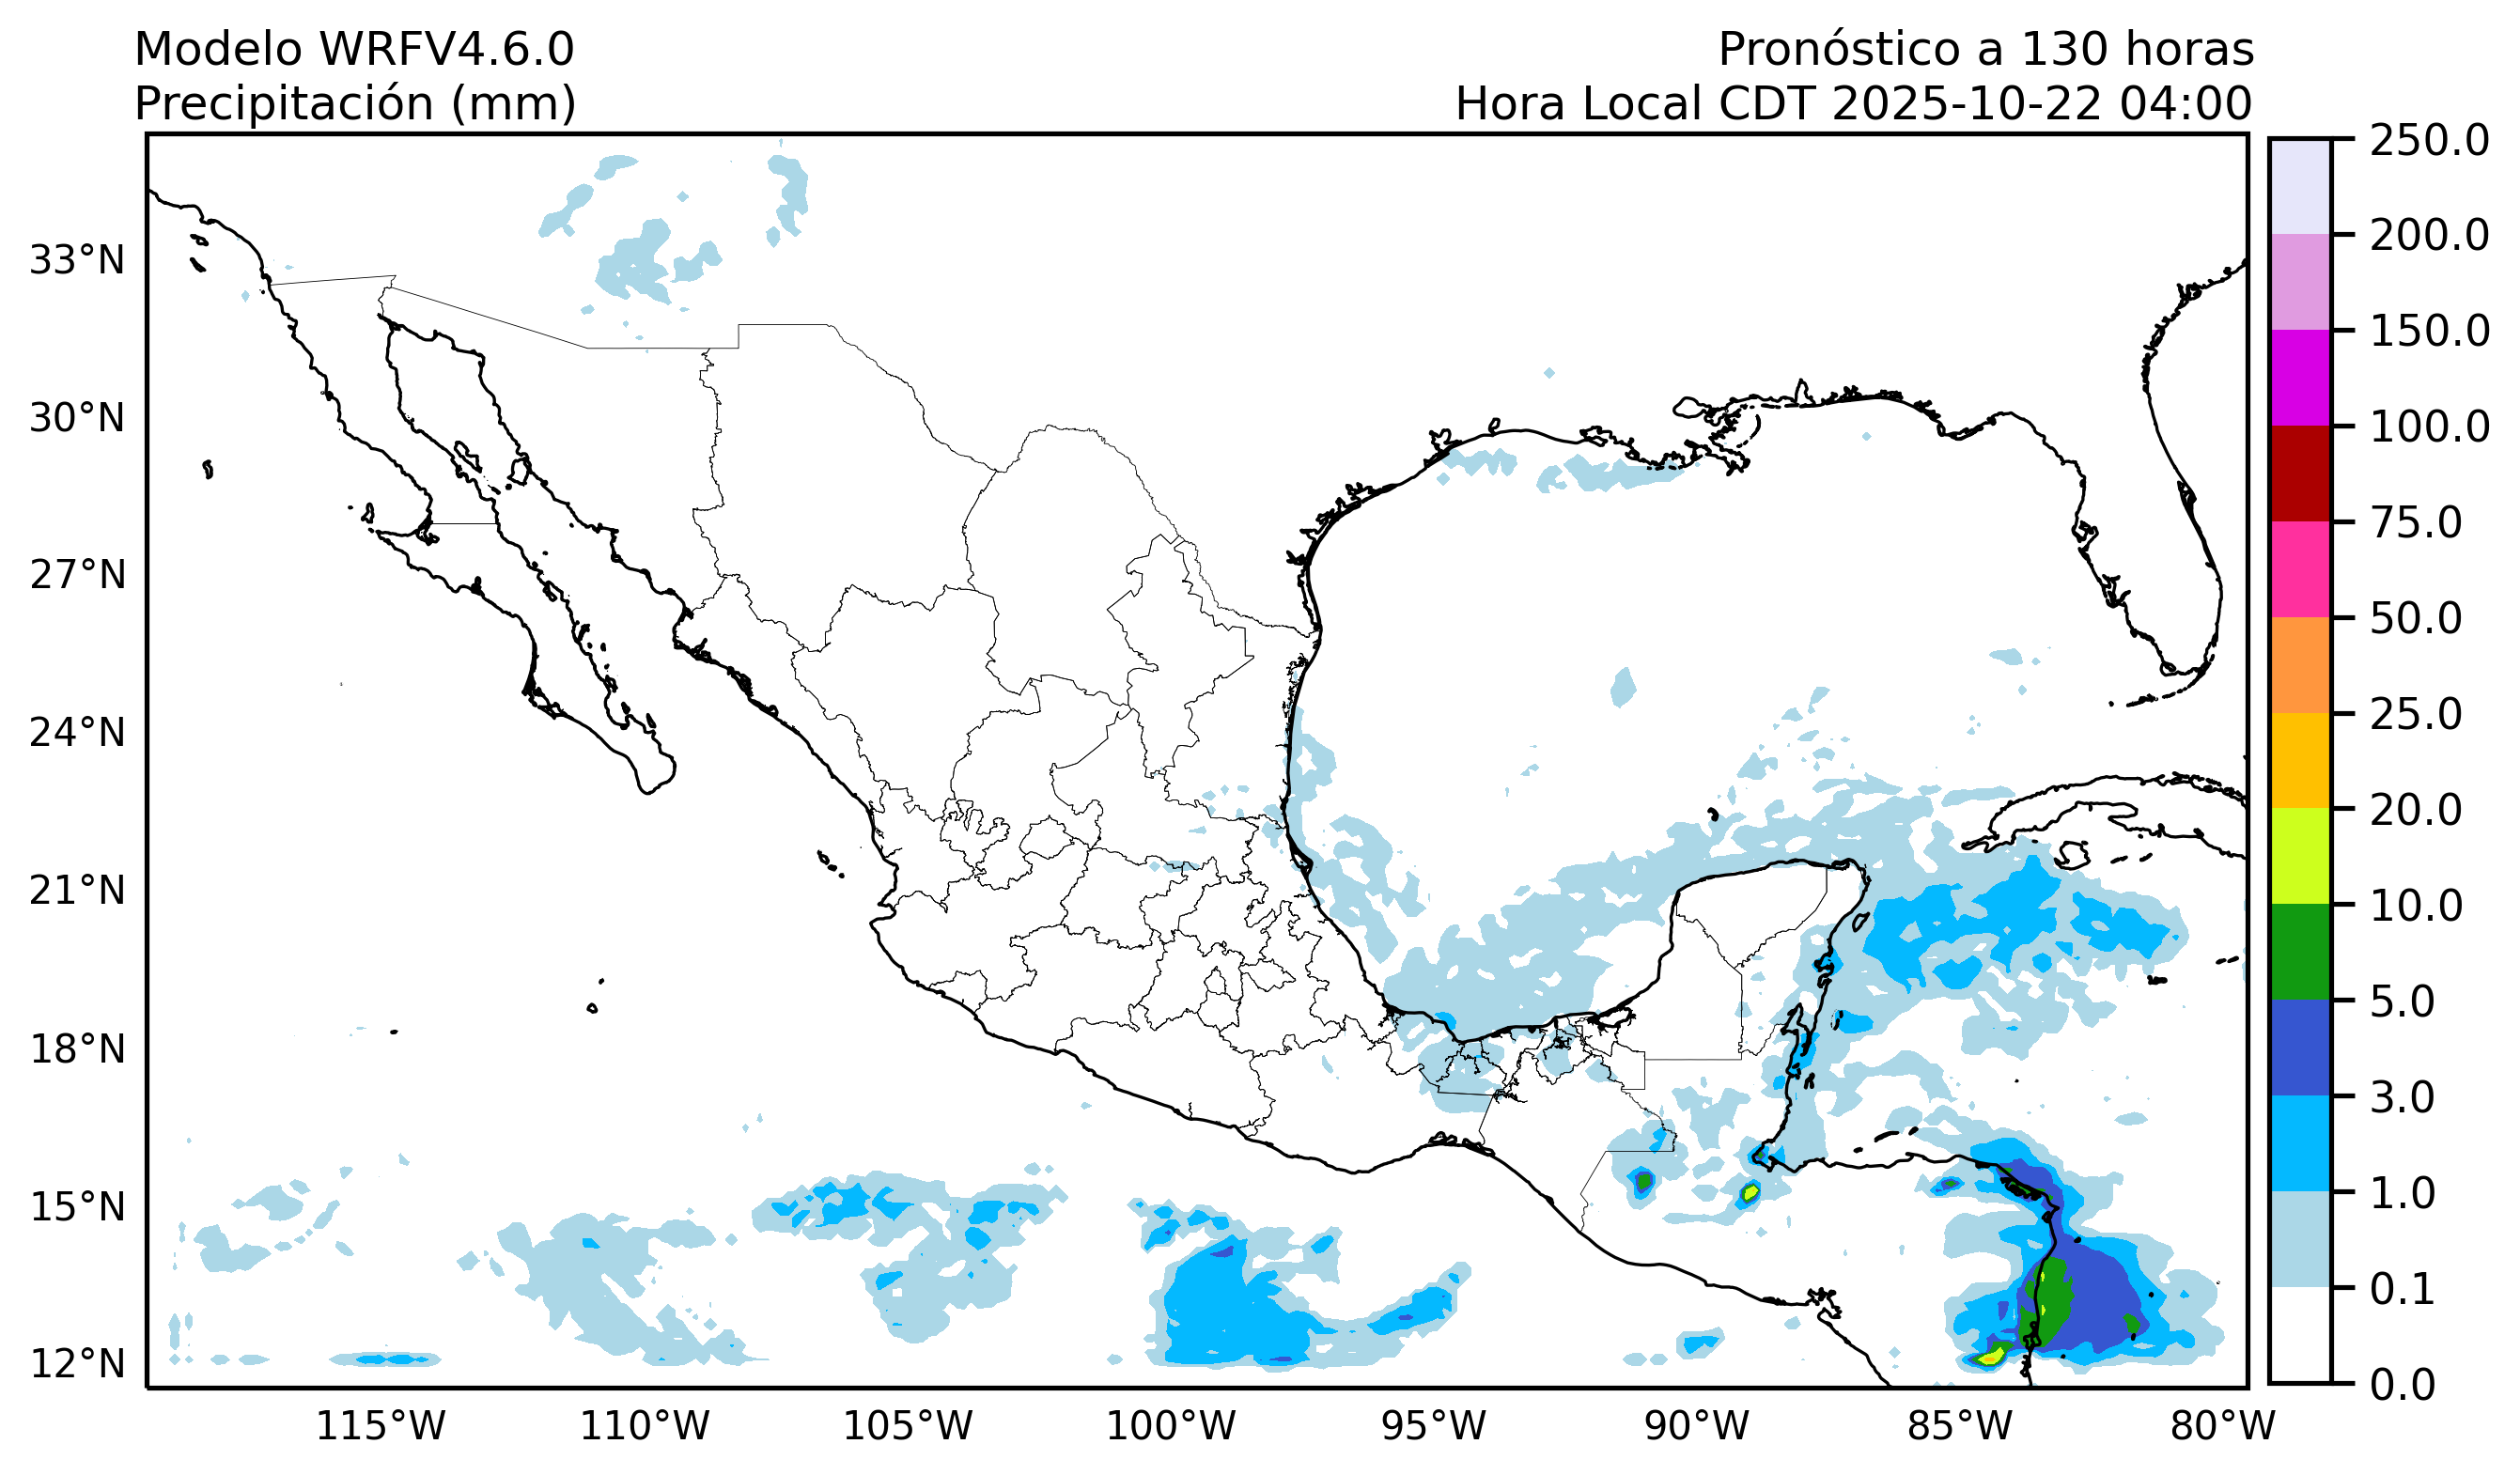 Modelo WRFV4.6.0
Precipitación (mm)
Pronóstico a 130 horas
Hora Local CDT 2025-10-22 04:00
33°N
30°N
27°N
24°N
21°N
18°N
15°N
12°N
115°W
110°W
105°W
100°W
95°W
90°W
85°W
80°W
250.0
200.0
150.0
100.0
75.0
50.0
25.0
20.0
10.0
5.0
3.0
1.0
0.1
0.0